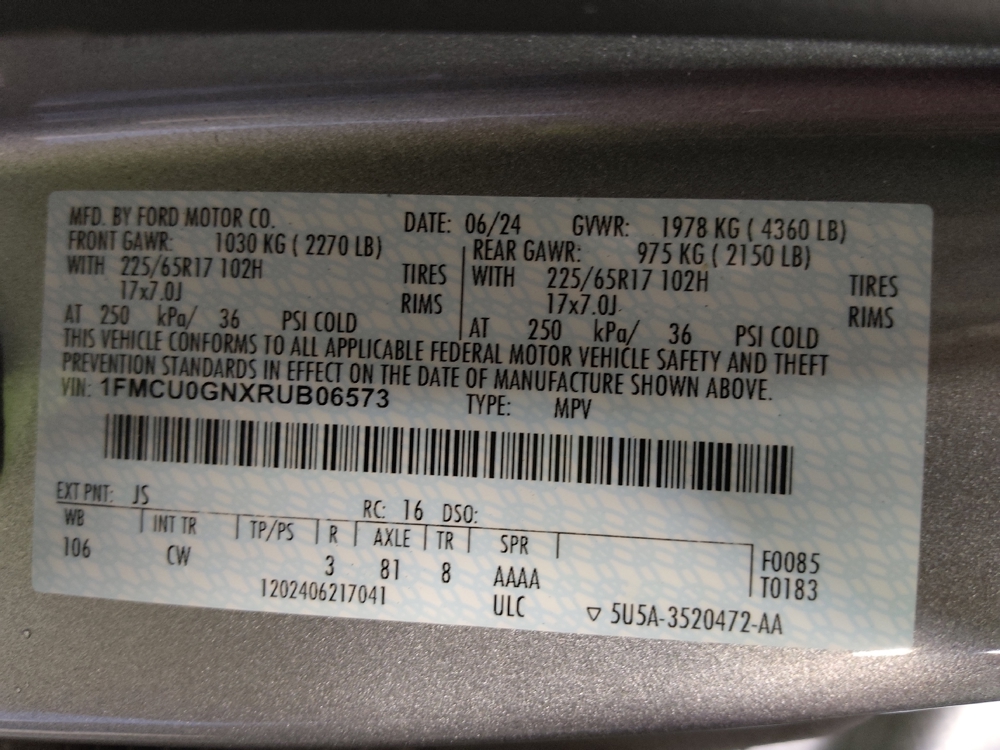 MFD. BY FORD MOTOR CO. DATE: 06/24 GVWR: 1978 KG ( 4360 LB)
FRONT GAWR: 1030 KG ( 2270 LB) REAR GAWR: 975 KG ( 2150 LB)
WITH 225/65R17 102H TIRES WITH 225/65R17 102H TIRES
17x7.0J RIMS 17x7.0J RIMS
AT 250 kPa/ 36 PSI COLD AT 250 kPa/ 36 PSI COLD
THIS VEHICLE CONFORMS TO ALL APPLICABLE FEDERAL MOTOR VEHICLE SAFETY AND THEFT
PREVENTION STANDARDS IN EFFECT ON THE DATE OF MANUFACTURE SHOWN ABOVE.
VIN: 1FMCU0GNXRUB06573 TYPE: MPV
EXT PNT: JS RC: 16 DSO:
WB INT TR TP/PS R AXLE TR SPR F0085
106 CW 3 81 8 AAAA T0183
1202406217041 ULC ▽ 5U5A-3520472-AA